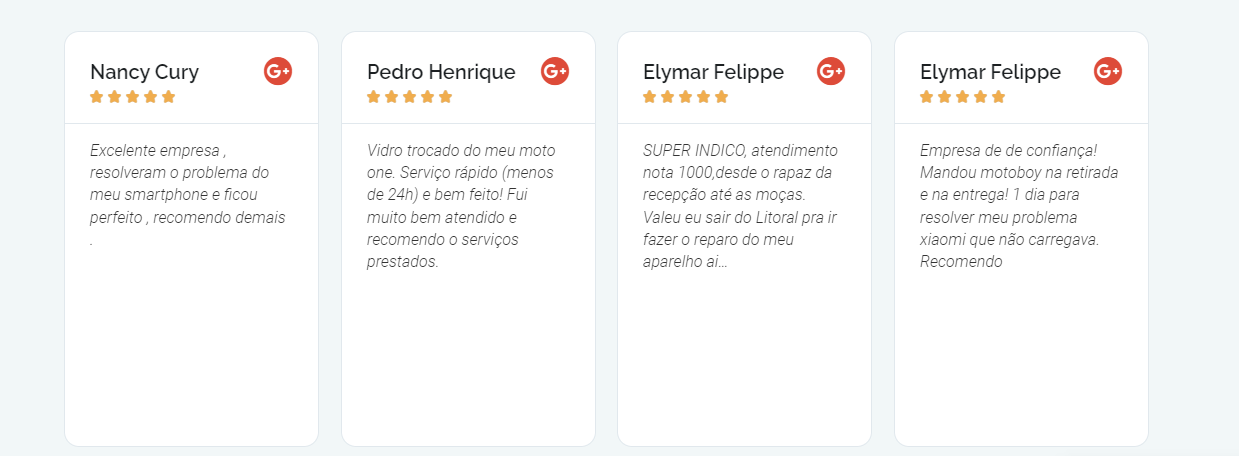 Nancy Cury
G+
Excelente empresa ,
resolveram o problema do
meu smartphone e ficou
perfeito , recomendo demais
.
Pedro Henrique
G+
Vidro trocado do meu moto
one. Serviço rápido (menos
de 24h) e bem feito! Fui
muito bem atendido e
recomendo o serviços
prestados.
Elymar Felippe
G+
SUPER INDICO, atendimento
nota 1000,desde o rapaz da
recepção até as moças.
Valeu eu sair do Litoral pra ir
fazer o reparo do meu
aparelho ai...
Elymar Felippe
G+
Empresa de de confiança!
Mandou motoboy na retirada
e na entrega! 1 dia para
resolver meu problema
xiaomi que não carregava.
Recomendo